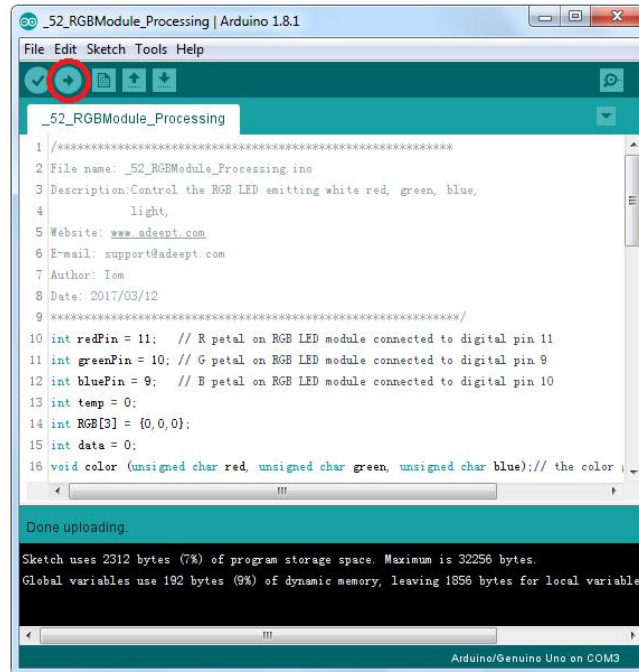 _52_RGBModule_Processing | Arduino 1.8.1
File Edit Sketch Tools Help
_52_RGBModule_Processing
1 /************************************************************
2 File name: _52_RGBModule_Processing.ino
3 Description:Control the RGB LED emitting white red, green, blue,
4 light,
5 Website: www.adeept.com
6 E-mail: support@adeept.com
7 Author: Tom
8 Date: 2017/03/12
9 *************************************************************/
10 int redPin = 11; // R petal on RGB LED module connected to digital pin 11
11 int greenPin = 10; // G petal on RGB LED module connected to digital pin 9
12 int bluePin = 9; // B petal on RGB LED module connected to digital pin 10
13 int temp = 0;
14 int RGB[3] = {0,0,0};
15 int data = 0;
16 void color (unsigned char red, unsigned char green, unsigned char blue);// the color
Done uploading.
Sketch uses 2312 bytes (7%) of program storage space. Maximum is 32256 bytes.
Global variables use 192 bytes (9%) of dynamic memory, leaving 1856 bytes for local variable
Arduino/Genuino Uno on COM3